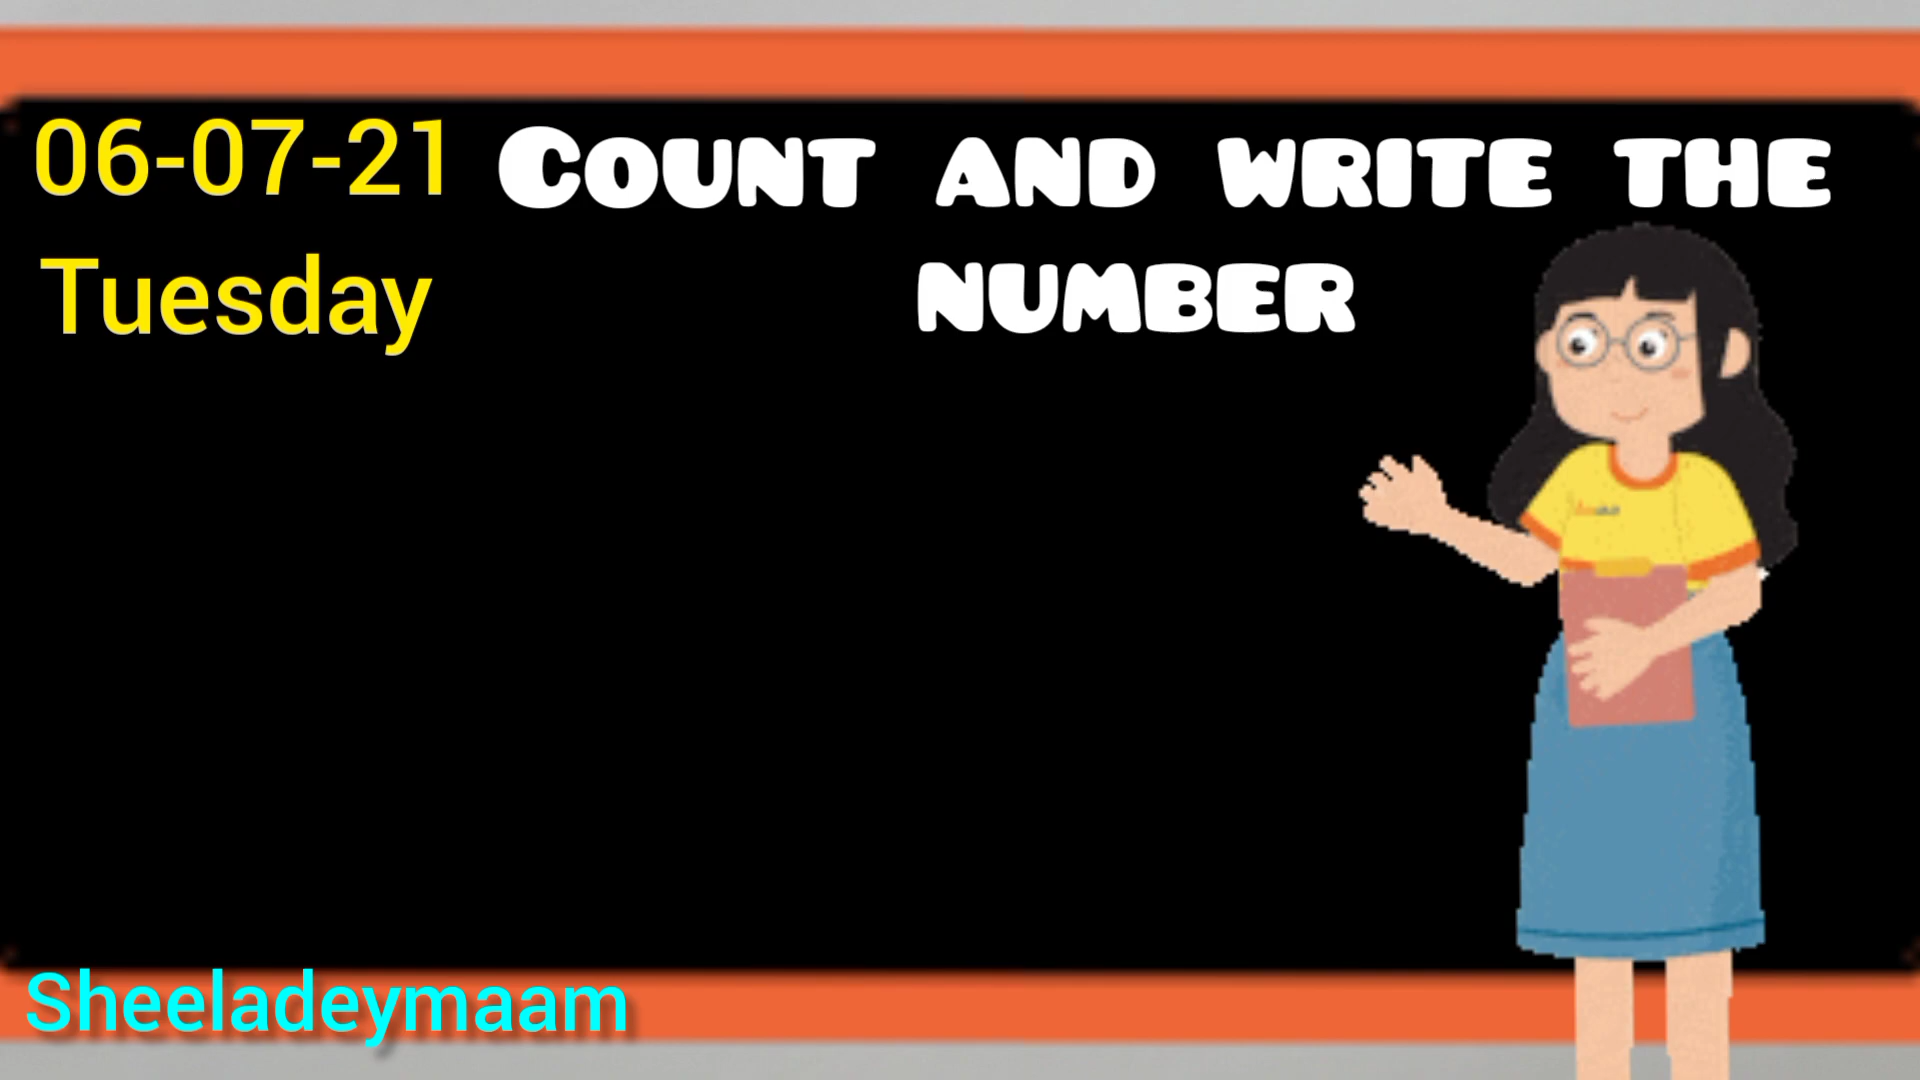 06-07-21
Tuesday
Count and write the
number
Sheeladeymaam